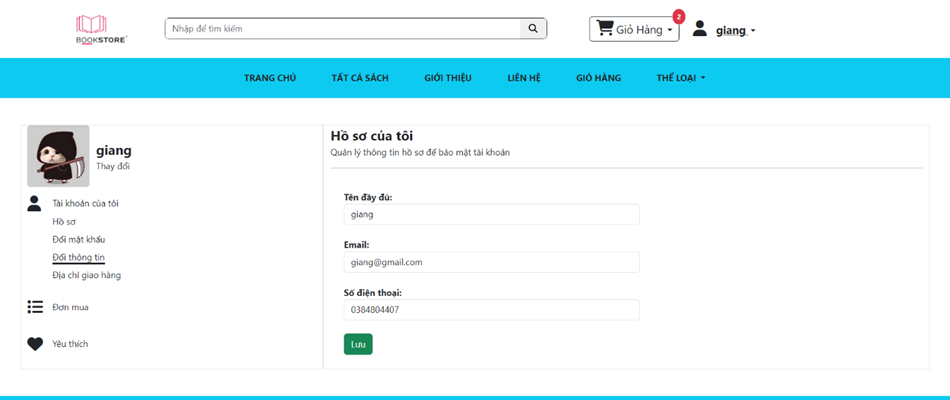 BOOKSTORE
Nhập để tìm kiếm
Giỏ Hàng
2
giang
TRANG CHỦ
TẤT CẢ SÁCH
GIỚI THIỆU
LIÊN HỆ
GIỎ HÀNG
THỂ LOẠI
giang
Thay đổi
Tài khoản của tôi
Hồ sơ
Đổi mật khẩu
Đổi thông tin
Địa chỉ giao hàng
Đơn mua
Yêu thích
Hồ sơ của tôi
Quản lý thông tin hồ sơ để bảo mật tài khoản
Tên đầy đủ:
giang
Email:
giang@gmail.com
Số điện thoại:
0384804407
Lưu